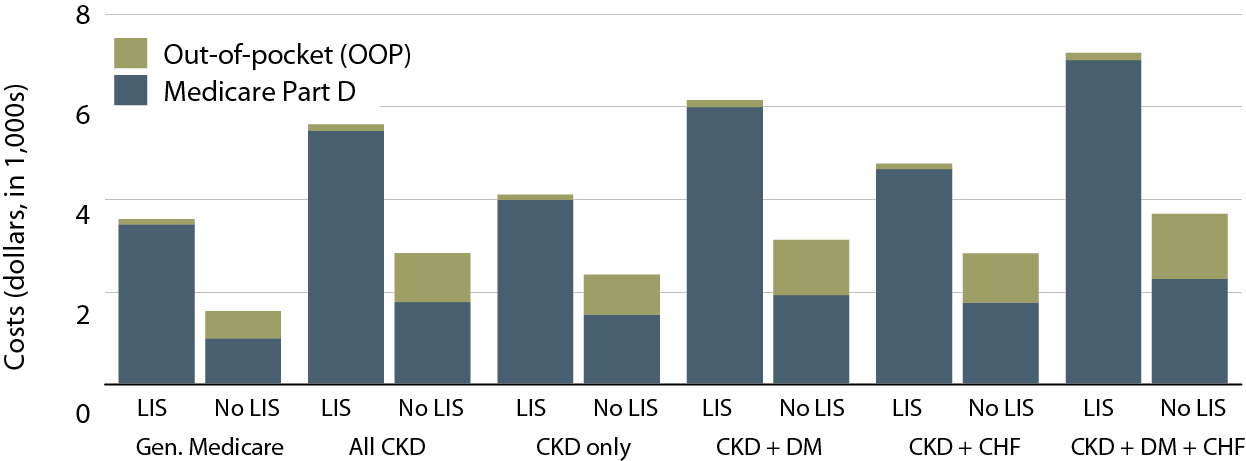 8
Out-of-pocket (OOP)
Medicare Part D
6
4
2
0
Costs (dollars, in 1,000s)
LIS No LIS LIS No LIS LIS No LIS LIS No LIS LIS No LIS LIS No LIS
Gen. Medicare All CKD CKD only CKD + DM CKD + CHF CKD + DM + CHF